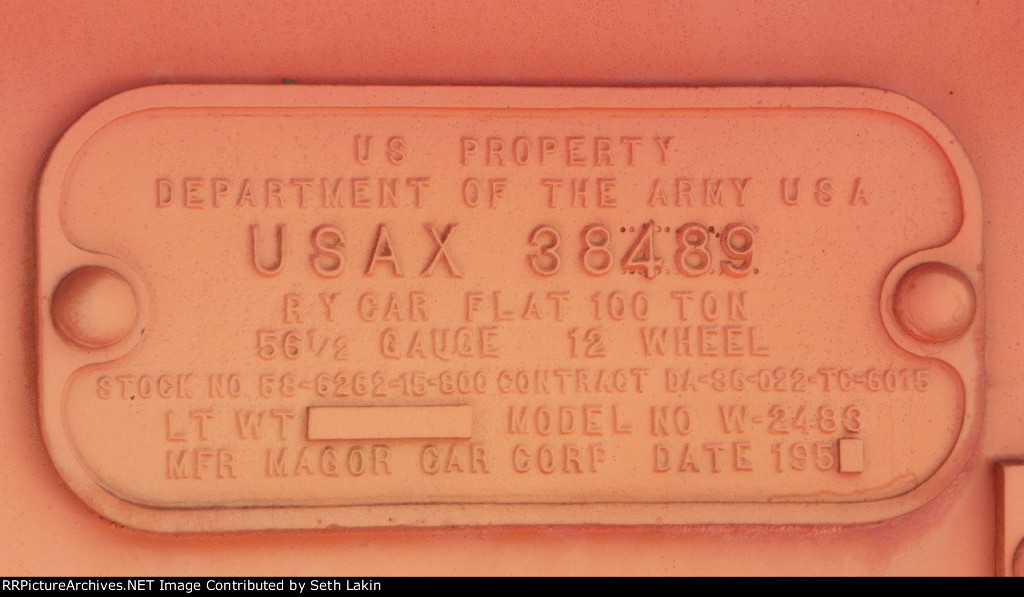 US PROPERTY
DEPARTMENT OF THE ARMY USA
USAX 38489
RY CAR FLAT 100 TON
56 1/2 GAUGE 12 WHEEL
STOCK NO. 58-6262-15-800 CONTRACT DA-36-022-TC-6015
LT WT MODEL NO W-2483
MFR MAGOR CAR CORP DATE 195
RRPictureArchives.NET Image Contributed by Seth Lakin